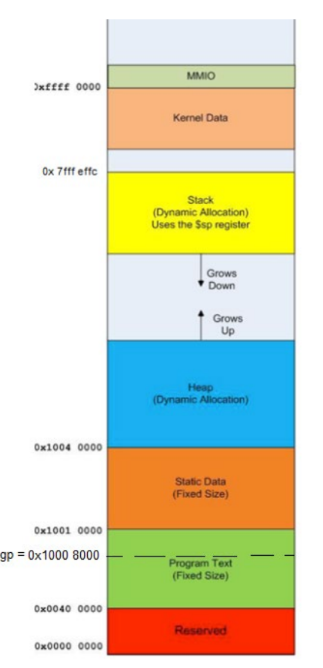 MMIO
0xffff 0000
Kernel Data
0x 7fff effc
Stack
(Dynamic Allocation)
Uses the $sp register
Grows
Down
Grows
Up
Heap
(Dynamic Allocation)
0x1004 0000
Static Data
(Fixed Size)
0x1001 0000
gp = 0x1000 8000
Program Text
(Fixed Size)
0x0040 0000
Reserved
0x0000 0000